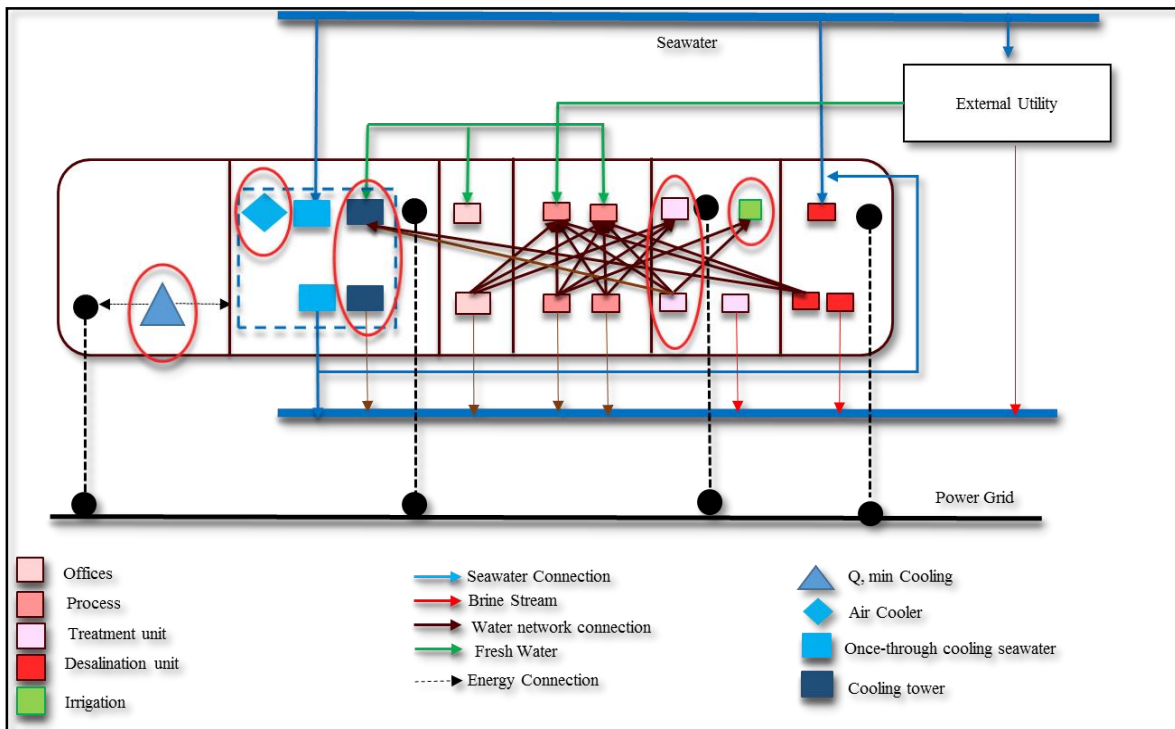 Seawater
External Utility
Power Grid
Offices
Process
Treatment unit
Desalination unit
Irrigation
Seawater Connection
Brine Stream
Water network connection
Fresh Water
Energy Connection
Q, min Cooling
Air Cooler
Once-through cooling seawater
Cooling tower